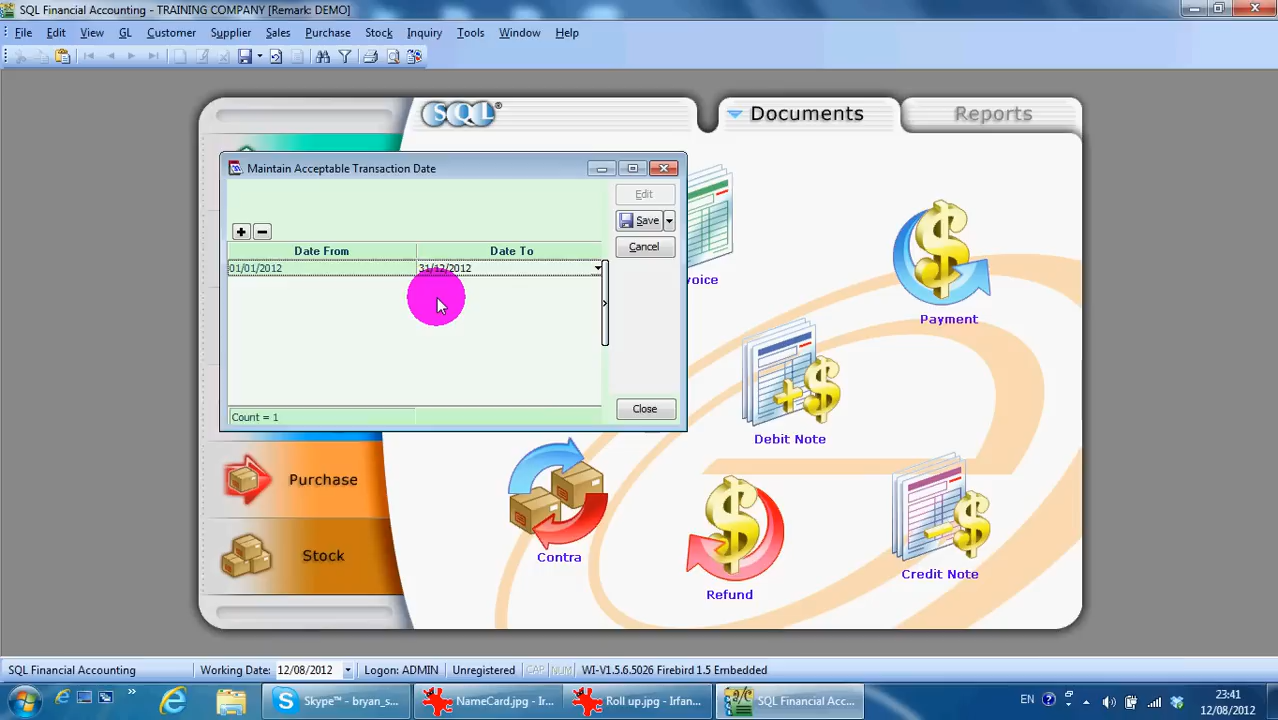 SQL Financial Accounting - TRAINING COMPANY [Remark: DEMO]
File Edit View GL Customer Supplier Sales Purchase Stock Inquiry Tools Window Help
SQL®
Documents
Reports
Maintain Acceptable Transaction Date
Edit
Save
Cancel
Date From Date To
01/01/2012 31/12/2012
Count = 1
Close
Payment
Debit Note
Purchase
Stock
Contra
Refund
Credit Note
SQL Financial Accounting Working Date: 12/08/2012 Logon: ADMIN Unregistered CAP NUM WI-V1.5.6.5026 Firebird 1.5 Embedded
Skype™ - bryan_s... NameCard.jpg - Ir... Roll up.jpg - Irfan... SQL Financial Acc... EN 23:41
12/08/2012